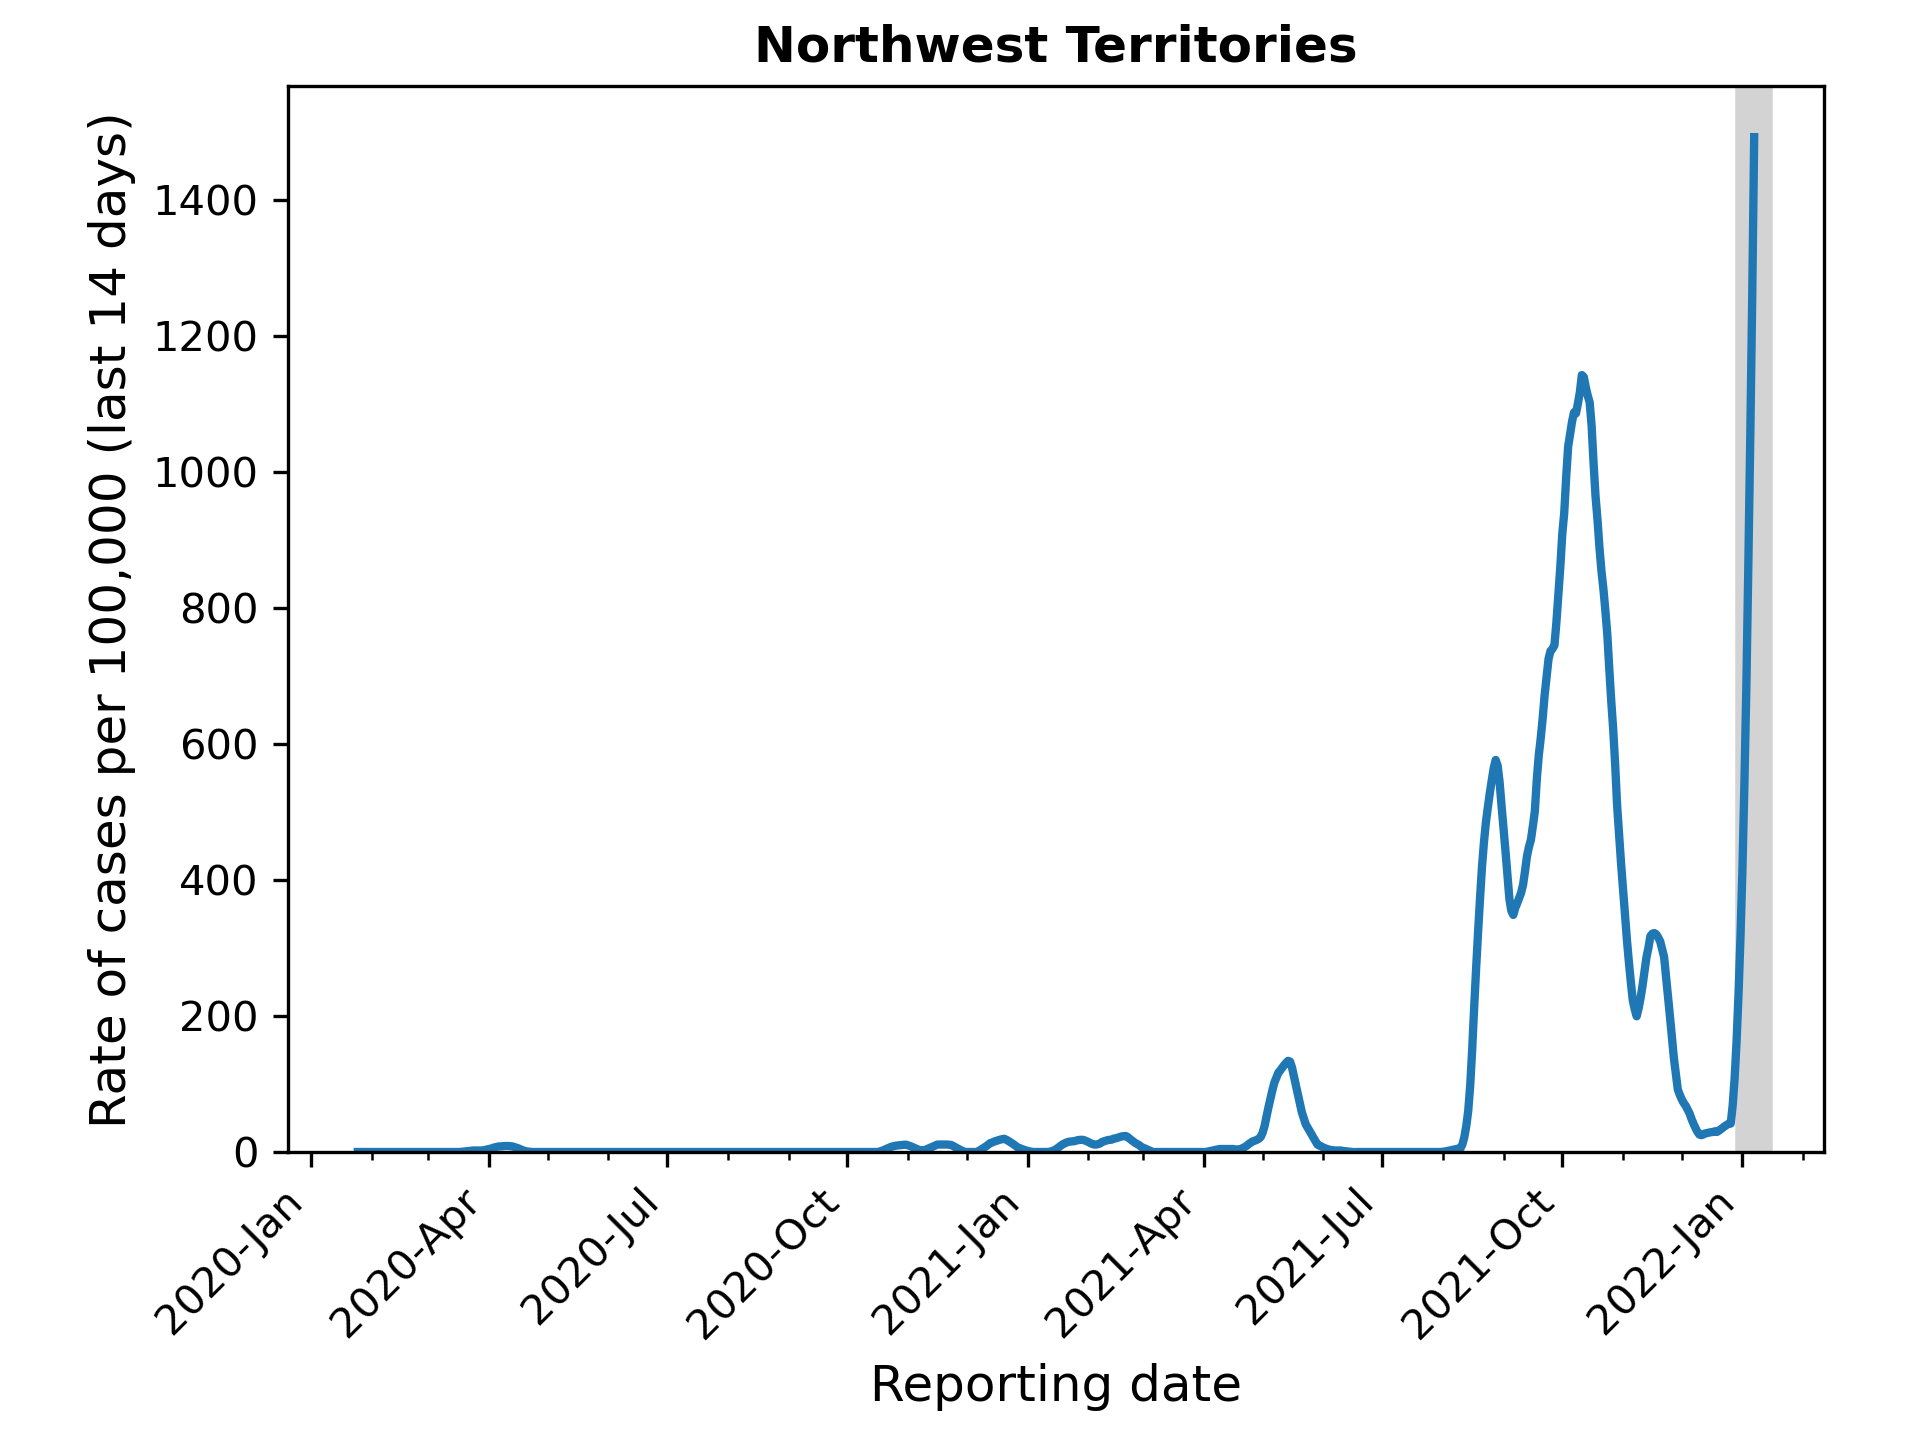 Northwest Territories
Rate of cases per 100,000 (last 14 days)
1400
1200
1000
800
600
400
200
0
2020-Jan
2020-Apr
2020-Jul
2020-Oct
2021-Jan
2021-Apr
2021-Jul
2021-Oct
2022-Jan
Reporting date